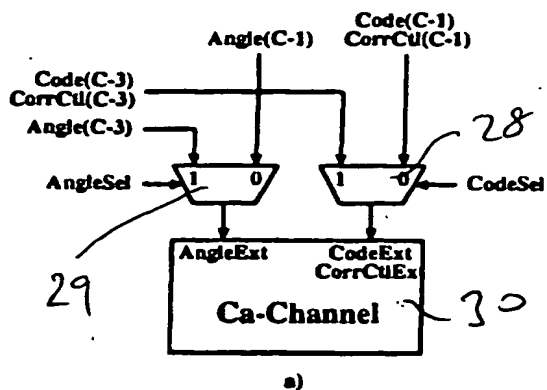 Angle(C-1)
Code(C-1)
CorrCtl(C-1)
Code(C-3)
CorrCtl(C-3)
Angle(C-3)
28
1 0
1 0
AngleSel
CodeSel
29
AngleExt
CodeExt
CorrCtlEx
30
Ca-Channel
a)